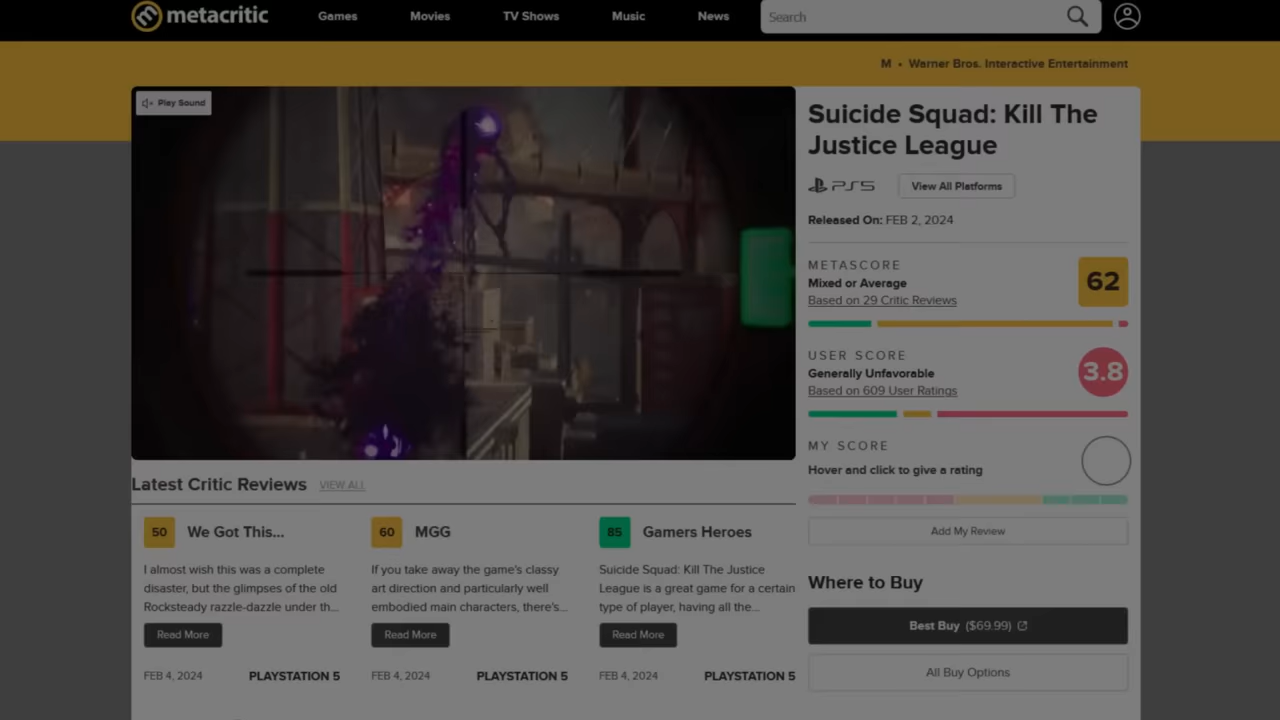 metacritic
Games
Movies
TV Shows
Music
News
Search
M • Warner Bros. Interactive Entertainment
Play Sound
Suicide Squad: Kill The
Justice League
PS5
View All Platforms
Released On: FEB 2, 2024
METASCORE
Mixed or Average
Based on 29 Critic Reviews
62
USER SCORE
Generally Unfavorable
Based on 609 User Ratings
3.8
MY SCORE
Hover and click to give a rating
Add My Review
Where to Buy
Best Buy ($69.99)
All Buy Options
Latest Critic Reviews
VIEW ALL
50 We Got This...
I almost wish this was a complete
disaster, but the glimpses of the old
Rocksteady razzle-dazzle under th...
Read More
FEB 4, 2024 PLAYSTATION 5
60 MGG
If you take away the game's classy
art direction and particularly well
embodied main characters, there's...
Read More
FEB 4, 2024 PLAYSTATION 5
85 Gamers Heroes
Suicide Squad: Kill The Justice
League is a great game for a certain
type of player, having all the...
Read More
FEB 4, 2024 PLAYSTATION 5